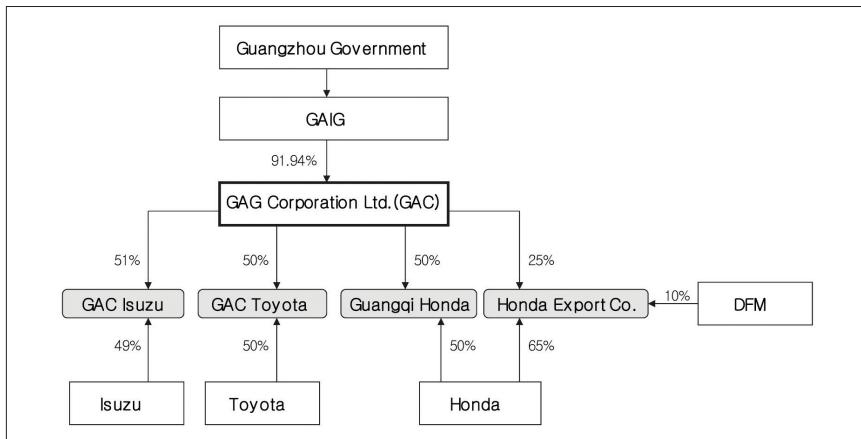 Guangzhou Government
GAIG
91.94%
GAG Corporation Ltd.(GAC)
51%
50%
50%
25%
GAC Isuzu
GAC Toyota
Guangqi Honda
Honda Export Co.
10%
DFM
49%
50%
50%
65%
Isuzu
Toyota
Honda